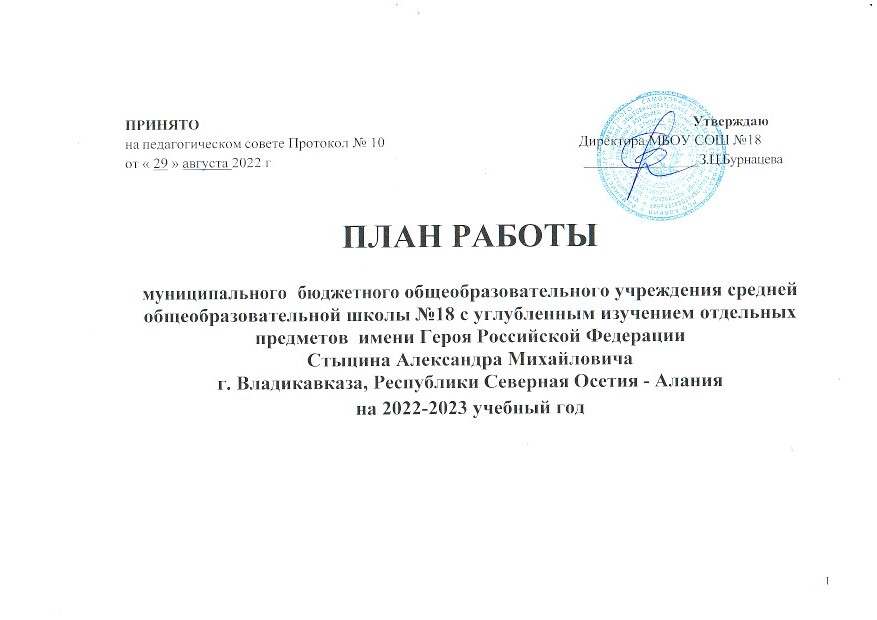 ПРИНЯТО
на педагогическом совете Протокол № 10
от « 29 » августа 2022 г
Утверждаю
Директора МБОУ СОШ №18
З.Ц.Бурнацева
ПЛАН РАБОТЫ
муниципального бюджетного общеобразовательного учреждения средней
общеобразовательной школы №18 с углубленным изучением отдельных
предметов имени Героя Российской Федерации
Стыцина Александра Михайловича
г. Владикавказа, Республики Северная Осетия - Алания
на 2022-2023 учебный год
1